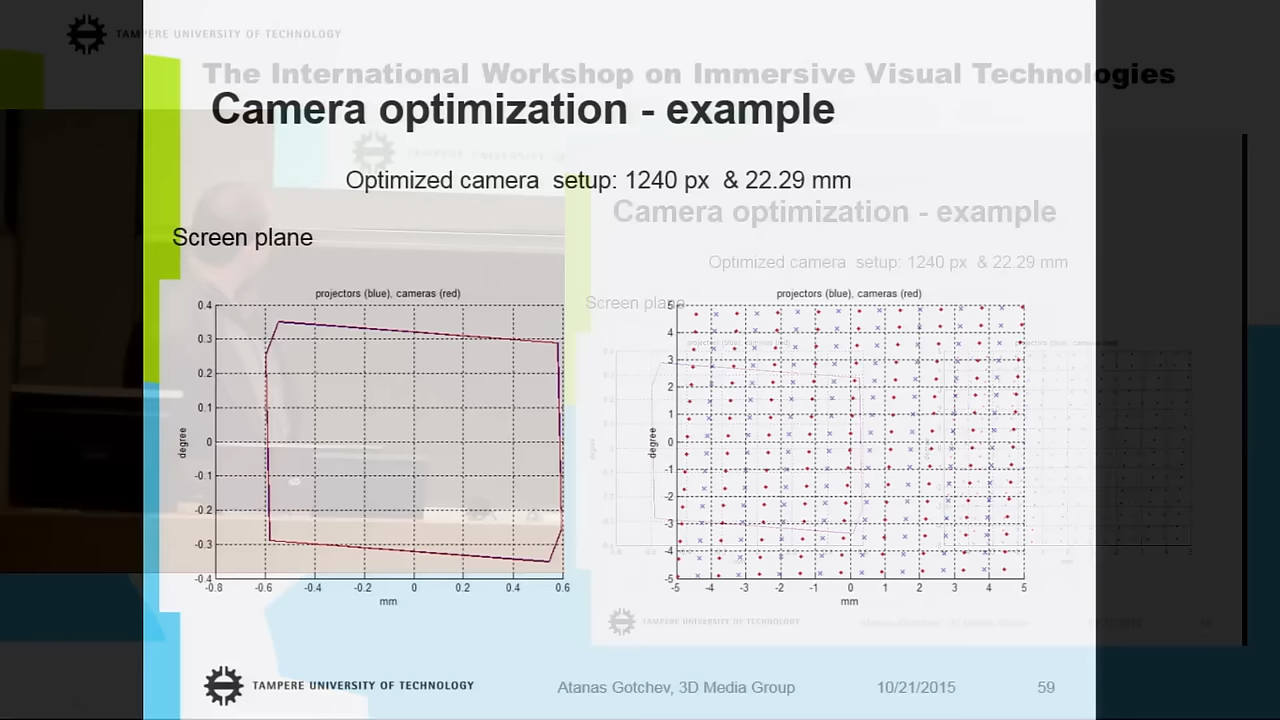 TAMPERE UNIVERSITY OF TECHNOLOGY
The International Workshop on Immersive Visual Technologies
Camera optimization - example
Optimized camera setup: 1240 px & 22.29 mm
Screen plane
Camera optimization - example
Optimized camera setup: 1240 px & 22.29 mm
Screen plane
projectors (blue), cameras (red)
0.4
0.3
0.2
0.1
0
-0.1
-0.2
-0.3
-0.4
degree
-0.8 -0.6 -0.4 -0.2 0 0.2 0.4 0.6
mm
projectors (blue), cameras (red)
5
4
3
2
1
0
-1
-2
-3
-4
-5
degree
-5 -4 -3 -2 -1 0 1 2 3 4 5
mm
TAMPERE UNIVERSITY OF TECHNOLOGY
TAMPERE UNIVERSITY OF TECHNOLOGY
Atanas Gotchev, 3D Media Group
10/21/2015
59